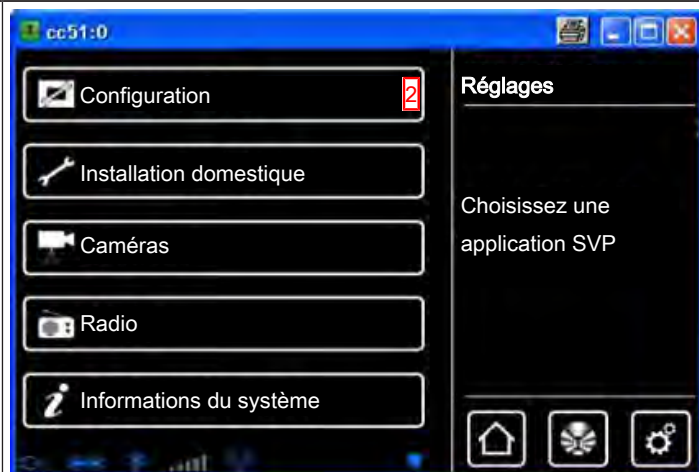 cc51:0
Configuration 2
Installation domestique
Caméras
Radio
Informations du système
Réglages
Choisissez une
application SVP